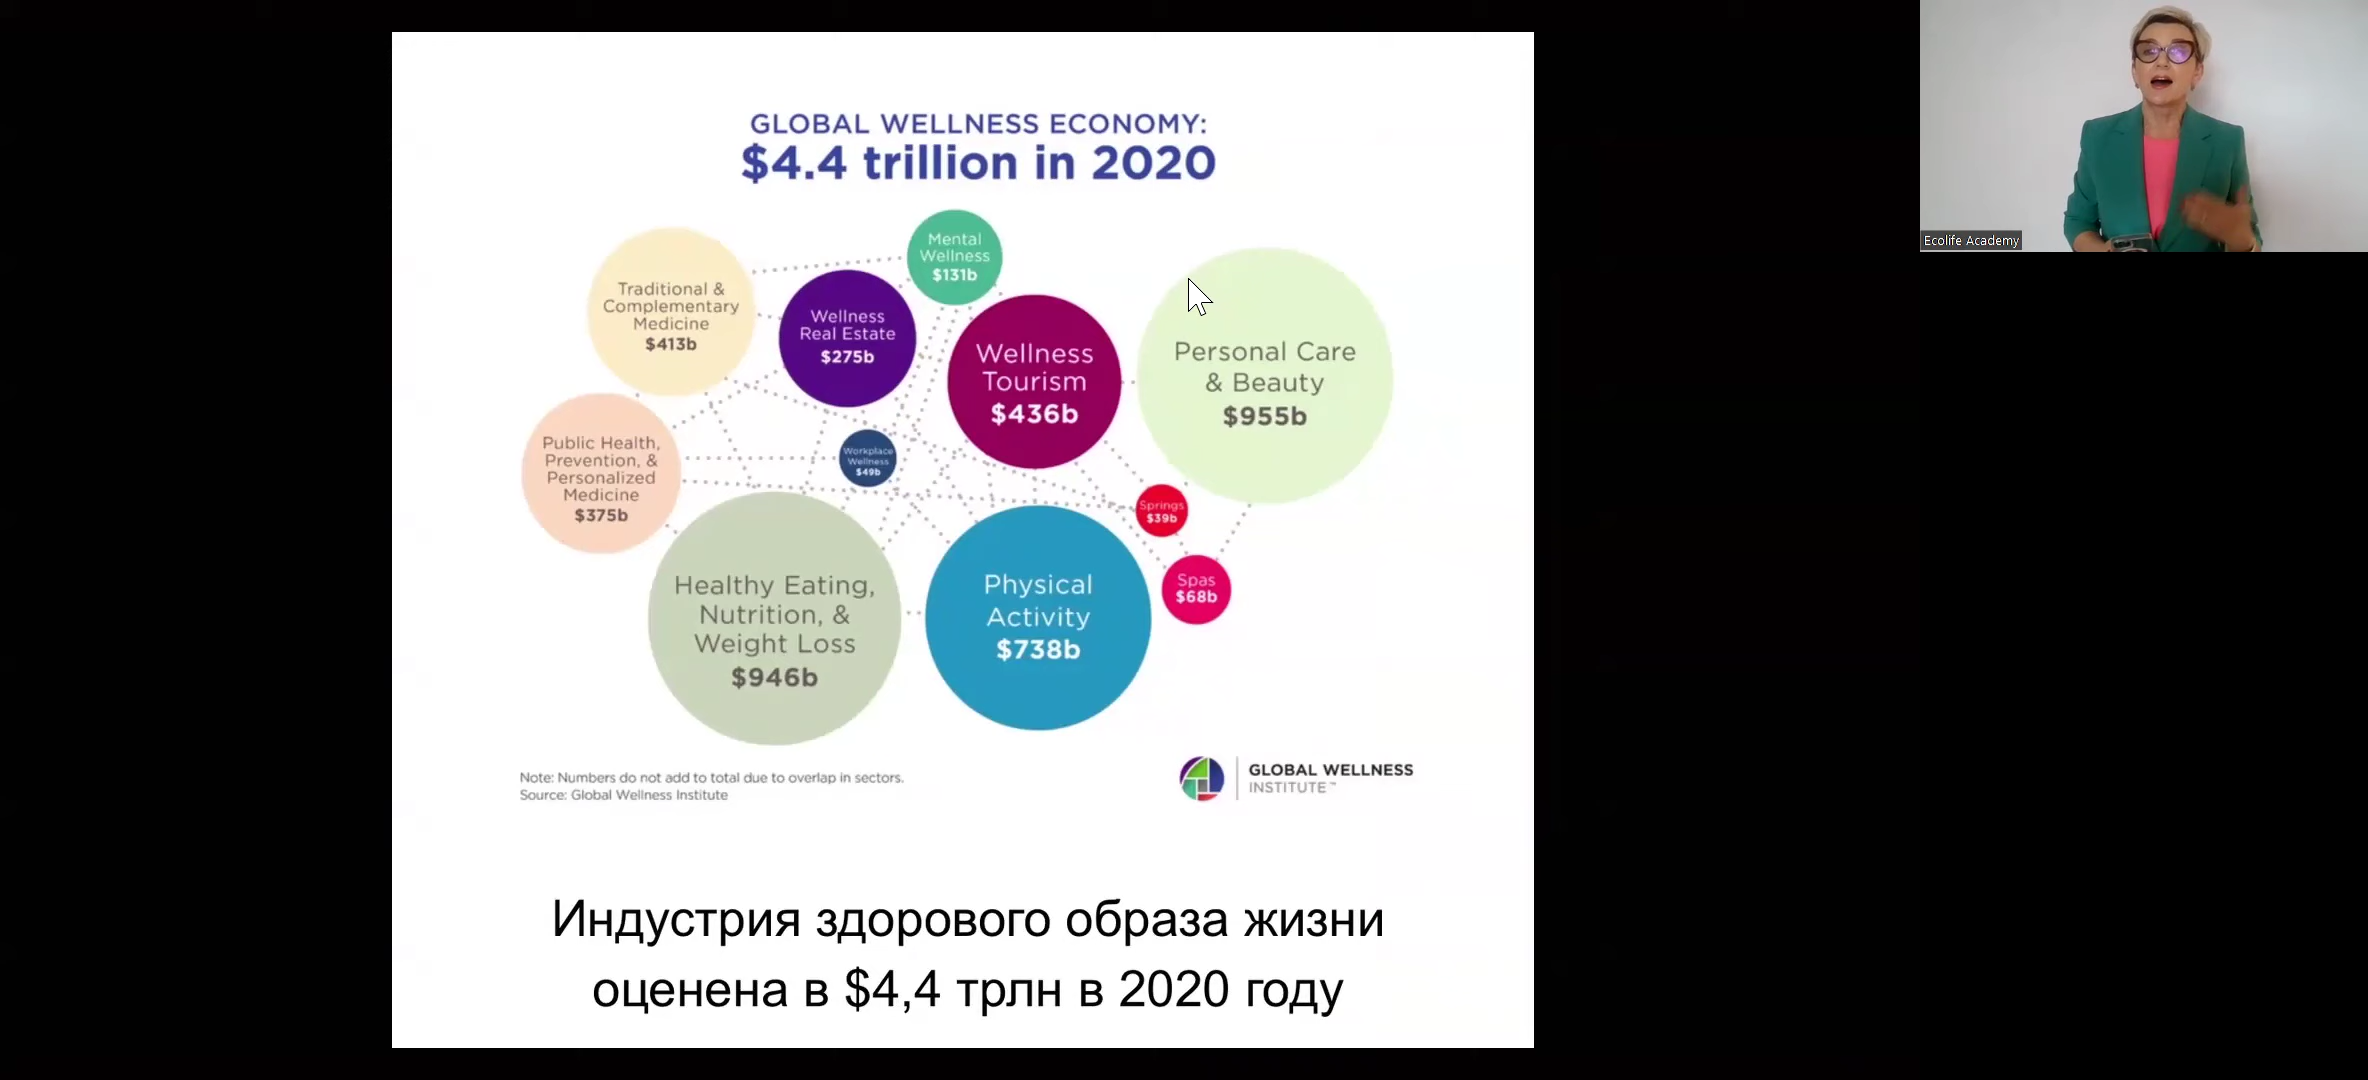 GLOBAL WELLNESS ECONOMY:
$4.4 trillion in 2020
Mental
Wellness
$131b
Traditional &
Complementary
Medicine
$413b
Wellness
Real Estate
$275b
Wellness
Tourism
$436b
Personal Care
& Beauty
$955b
Public Health,
Prevention, &
Personalized
Medicine
$375b
Workplace
Wellness
$49b
Springs
$39b
Healthy Eating,
Nutrition, &
Weight Loss
$946b
Physical
Activity
$738b
Spas
$68b
Note: Numbers do not add to total due to overlap in sectors.
Source: Global Wellness Institute
GLOBAL WELLNESS
INSTITUTE™
Индустрия здорового образа жизни
оценена в $4,4 трлн в 2020 году
Ecolife Academy